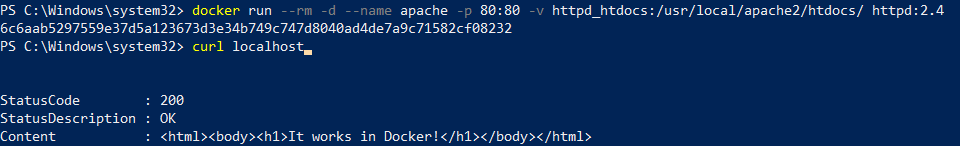 PS C:\Windows\system32> docker run --rm -d --name apache -p 80:80 -v httpd_htdocs:/usr/local/apache2/htdocs/ httpd:2.4
6c6aab5297559e37d5a123673d3e34b749c747d8040ad4de7a9c71582cf08232
PS C:\Windows\system32> curl localhost
StatusCode : 200
StatusDescription : OK
Content : <html><body><h1>It works in Docker!</h1></body></html>